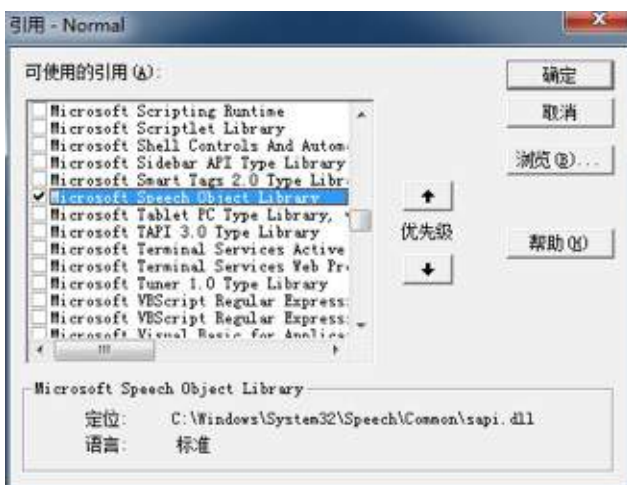 引用 - Normal
可使用的引用(A):
确定
Microsoft Scripting Runtime
Microsoft Scriptlet Library
取消
Microsoft Shell Controls And Autom
Microsoft Sidebar API Type Library
浏览(B)...
Microsoft Smart Tags 2.0 Type Libr
Microsoft Speech Object Library
Microsoft Tablet PC Type Library,
Microsoft TAPI 3.0 Type Library
优先级
Microsoft Terminal Services Active
帮助(H)
Microsoft Terminal Services Web Pr
Microsoft Tuner 1.0 Type Library
Microsoft VBScript Regular Express
Microsoft VBScript Regular Express
Microsoft Visual Basic for Applica
Microsoft Speech Object Library
定位: C:\Windows\System32\Speech\Common\sapi.dll
语言: 标准